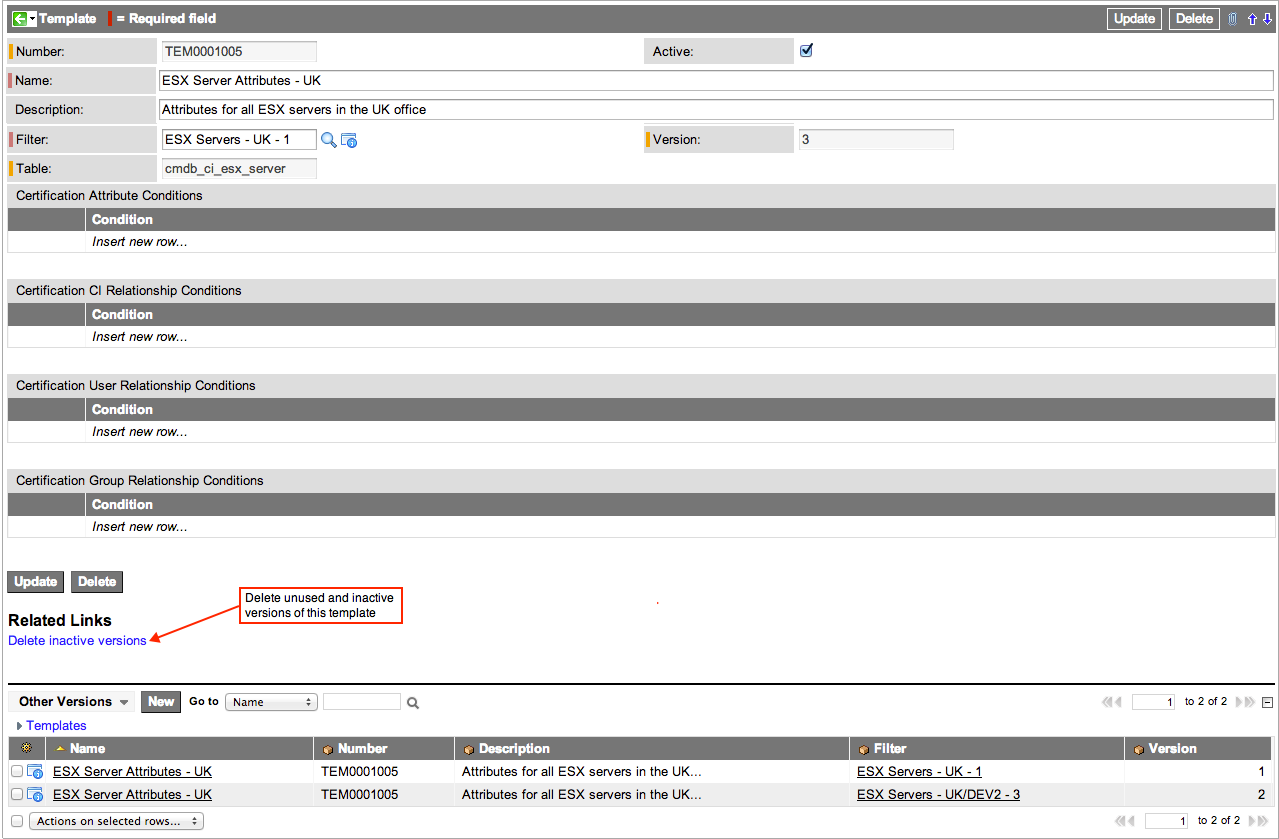 Template = Required field Update Delete
Number: TEM0001005 Active:
Name: ESX Server Attributes - UK
Description: Attributes for all ESX servers in the UK office
Filter: ESX Servers - UK - 1 Version: 3
Table: cmdb_ci_esx_server
Certification Attribute Conditions
Condition
Insert new row...
Certification CI Relationship Conditions
Condition
Insert new row...
Certification User Relationship Conditions
Condition
Insert new row...
Certification Group Relationship Conditions
Condition
Insert new row...
Update Delete
Delete unused and inactive
versions of this template
Related Links
Delete inactive versions
Other Versions New Go to Name 1 to 2 of 2
Templates
Name Number Description Filter Version
ESX Server Attributes - UK TEM0001005 Attributes for all ESX servers in the UK... ESX Servers - UK - 1 1
ESX Server Attributes - UK TEM0001005 Attributes for all ESX servers in the UK... ESX Servers - UK/DEV2 - 3 2
Actions on selected rows... 1 to 2 of 2